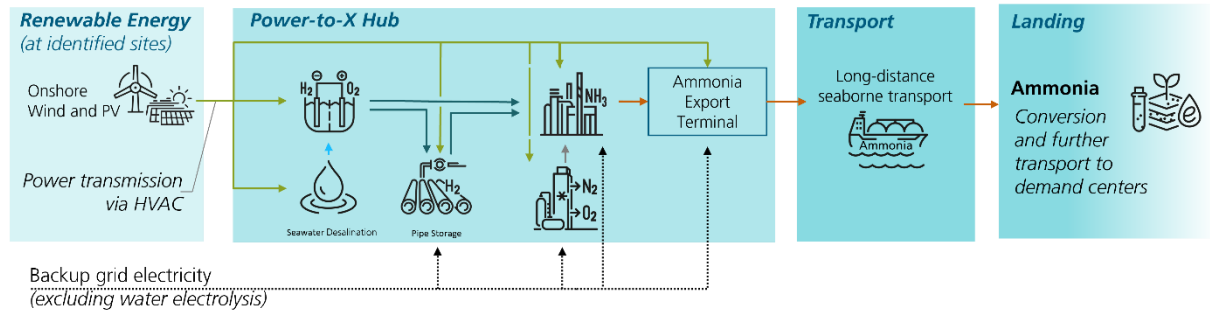 Renewable Energy
(at identified sites)
Onshore
Wind and PV
Power transmission
via HVAC
Power-to-X Hub
H₂
O₂
Seawater Desalination
H₂
Pipe Storage
NH₃
N₂
O₂
Ammonia
Export
Terminal
Transport
Long-distance
seaborne transport
Ammonia
Landing
Ammonia
Conversion
and further
transport to
demand centers
Backup grid electricity
(excluding water electrolysis)